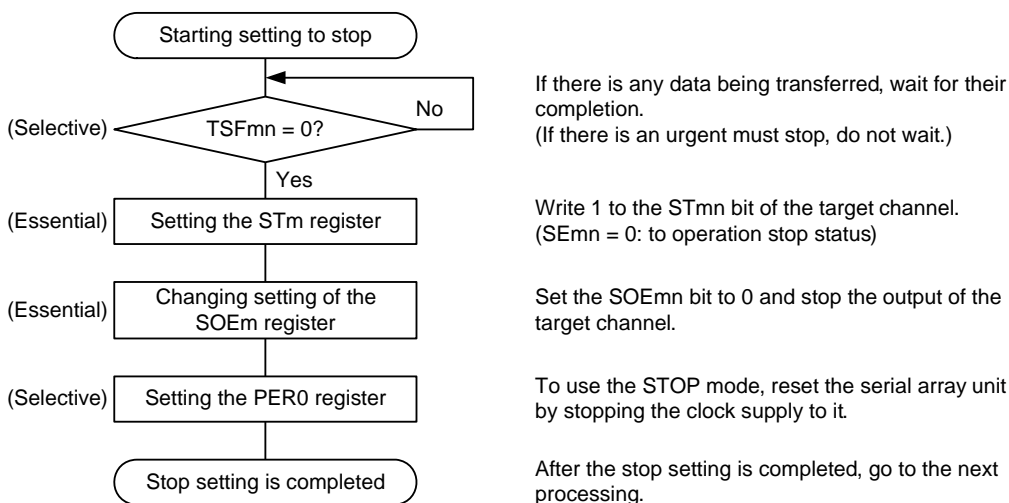 Starting setting to stop
If there is any data being transferred, wait for their
completion.
(If there is an urgent must stop, do not wait.)
No
(Selective)
TSFmn = 0?
Yes
(Essential)
Setting the STm register
Write 1 to the STmn bit of the target channel.
(SEmn = 0: to operation stop status)
(Essential)
Changing setting of the
SOEm register
Set the SOEmn bit to 0 and stop the output of the
target channel.
(Selective)
Setting the PER0 register
To use the STOP mode, reset the serial array unit
by stopping the clock supply to it.
Stop setting is completed
After the stop setting is completed, go to the next
processing.